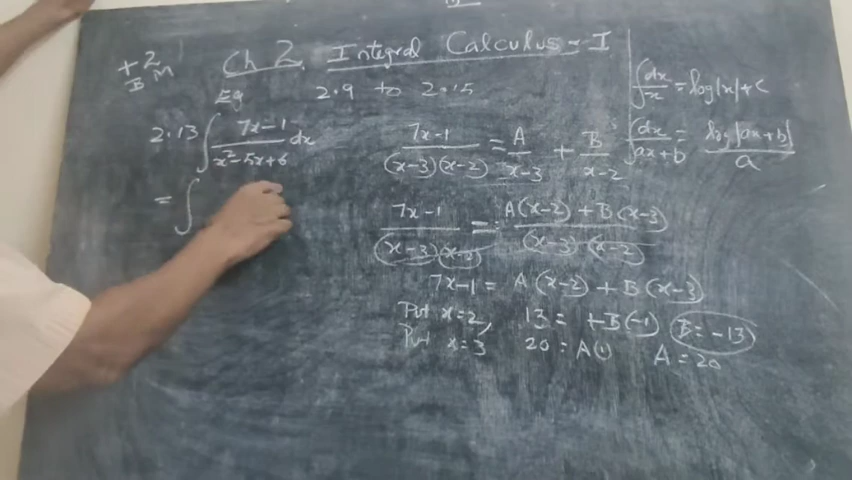 +2 BM
Ch 2. Integral Calculus - I
Eg 2.9 to 2.15
2.13 ∫ (7x-1)/(x²-5x+6) dx
= ∫
(7x-1)/((x-3)(x-2)) = A/(x-3) + B/(x-2)
(7x-1)/((x-3)(x-2)) = (A(x-2) + B(x-3))/((x-3)(x-2))
7x-1 = A(x-2) + B(x-3)
Put x=2, 13 = +B(-1) B = -13
Put x=3 20 = A(1) A = 20
∫ dx/x = log|x| + c
∫ dx/(ax+b) = log|ax+b|/a